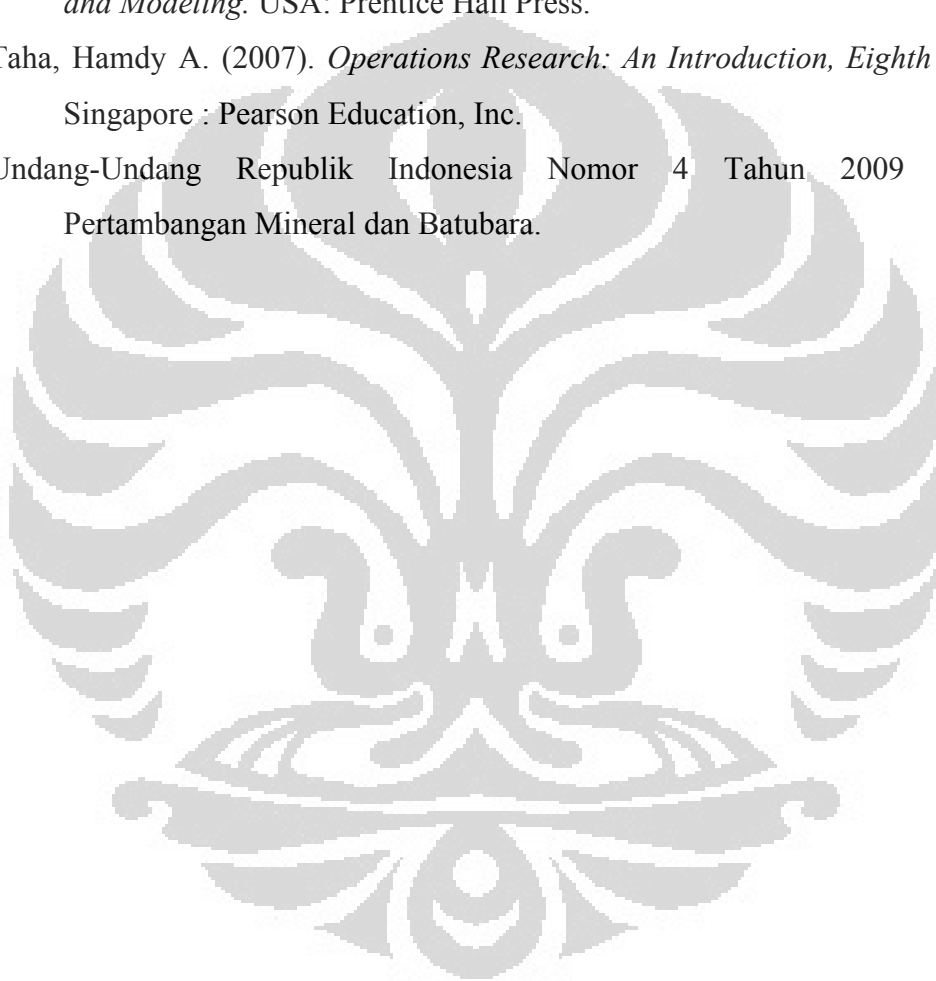 and Modeling. USA: Prentice Hall Press.
Taha, Hamdy A. (2007). Operations Research: An Introduction, Eighth
Singapore : Pearson Education, Inc.
Undang-Undang Republik Indonesia Nomor 4 Tahun 2009
Pertambangan Mineral dan Batubara.